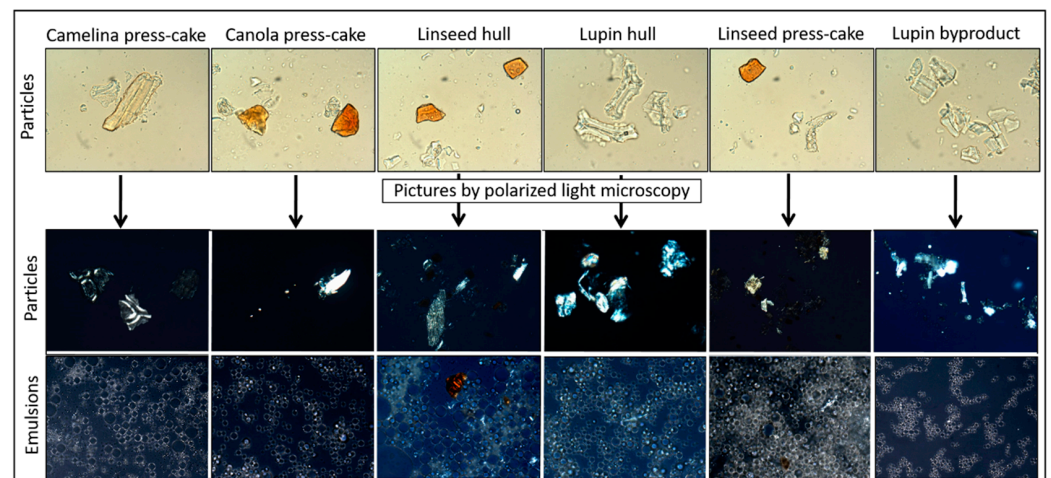 Camelina press-cake
Canola press-cake
Linseed hull
Lupin hull
Linseed press-cake
Lupin byproduct
Particles
Pictures by polarized light microscopy
Particles
Emulsions